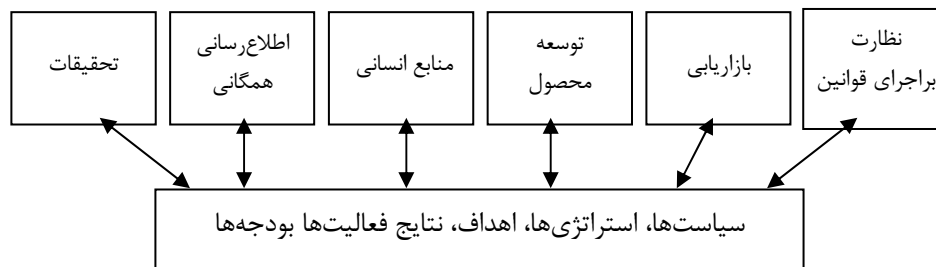 نظارت
براجرای قوانین
بازاریابی
توسعه
محصول
منابع انسانی
اطلاع‌رسانی
همگانی
تحقیقات
سیاست‌ها، استراتژی‌ها، اهداف، نتایج فعالیت‌ها بودجه‌ها